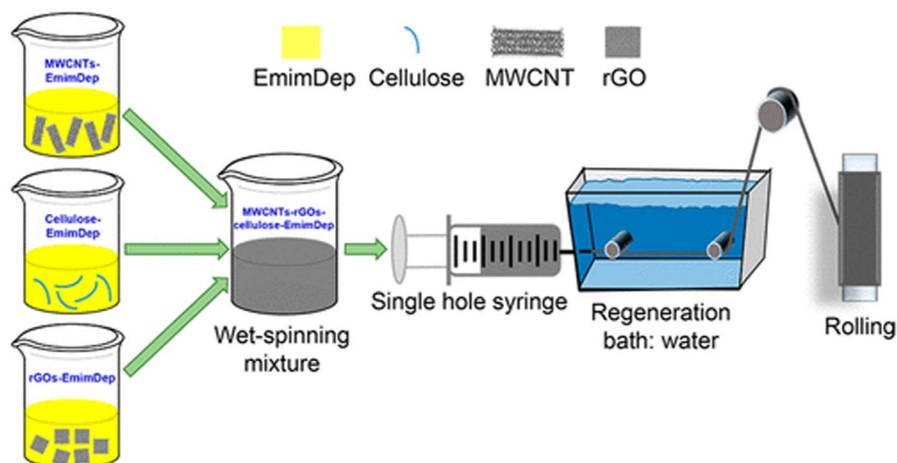 MWCNTs-
EmimDep
EmimDep
Cellulose
MWCNT
rGO
Cellulose-
EmimDep
MWCNTs-rGOs-
cellulose-EmimDep
rGOs-EmimDep
Wet-spinning
mixture
Single hole syringe
Regeneration
bath: water
Rolling